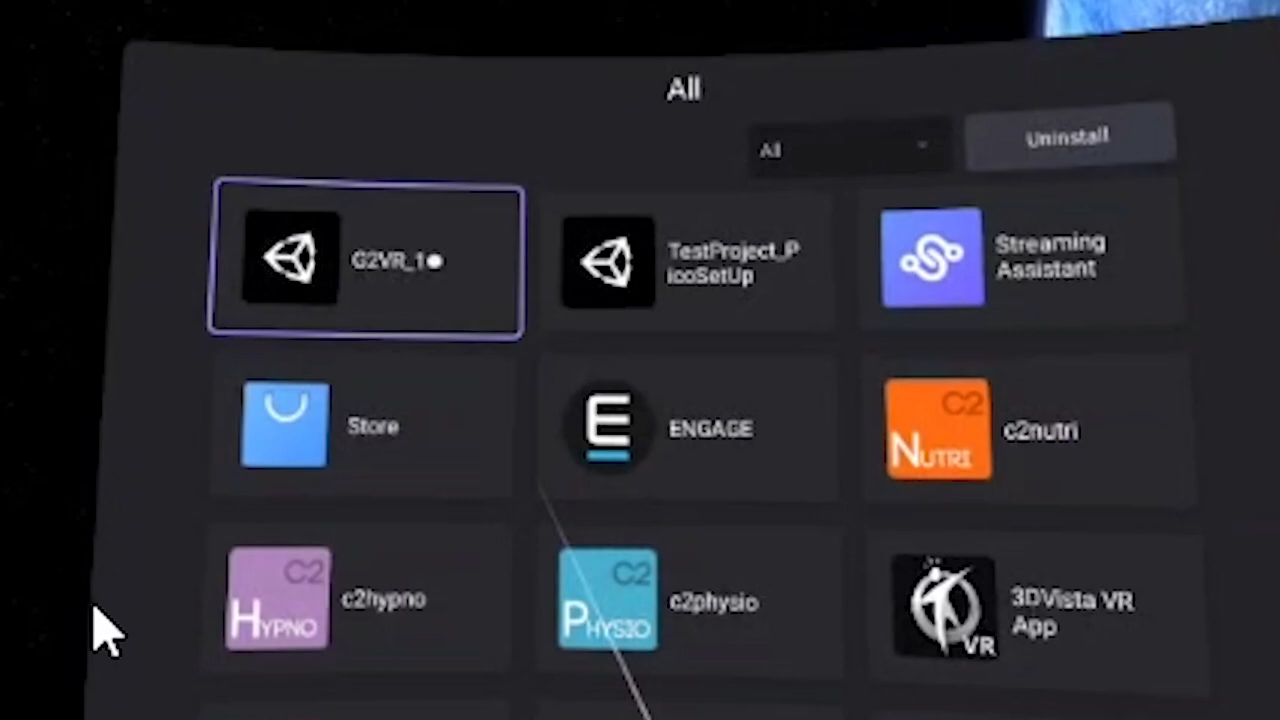 All
All
Uninstall
G2VR_1
TestProject_P
icoSetUp
Streaming
Assistant
Store
ENGAGE
C2
NUTRI
c2nutri
C2
HYPNO
c2hypno
C2
PHYSIO
c2physio
VR
3DVista VR
App